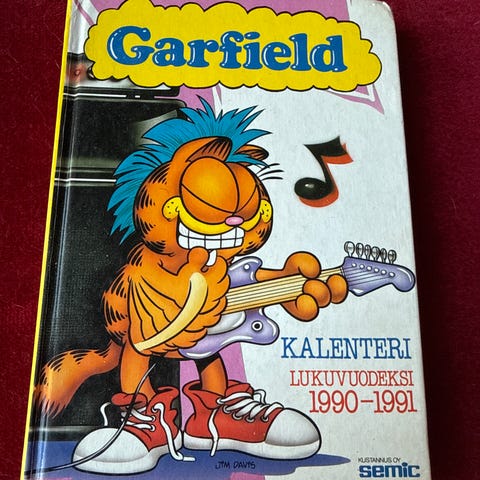 Garfield
KALENTERI
LUKUVUODEKSI
1990-1991
JIM DAVIS
KUSTANNUS OY
semic